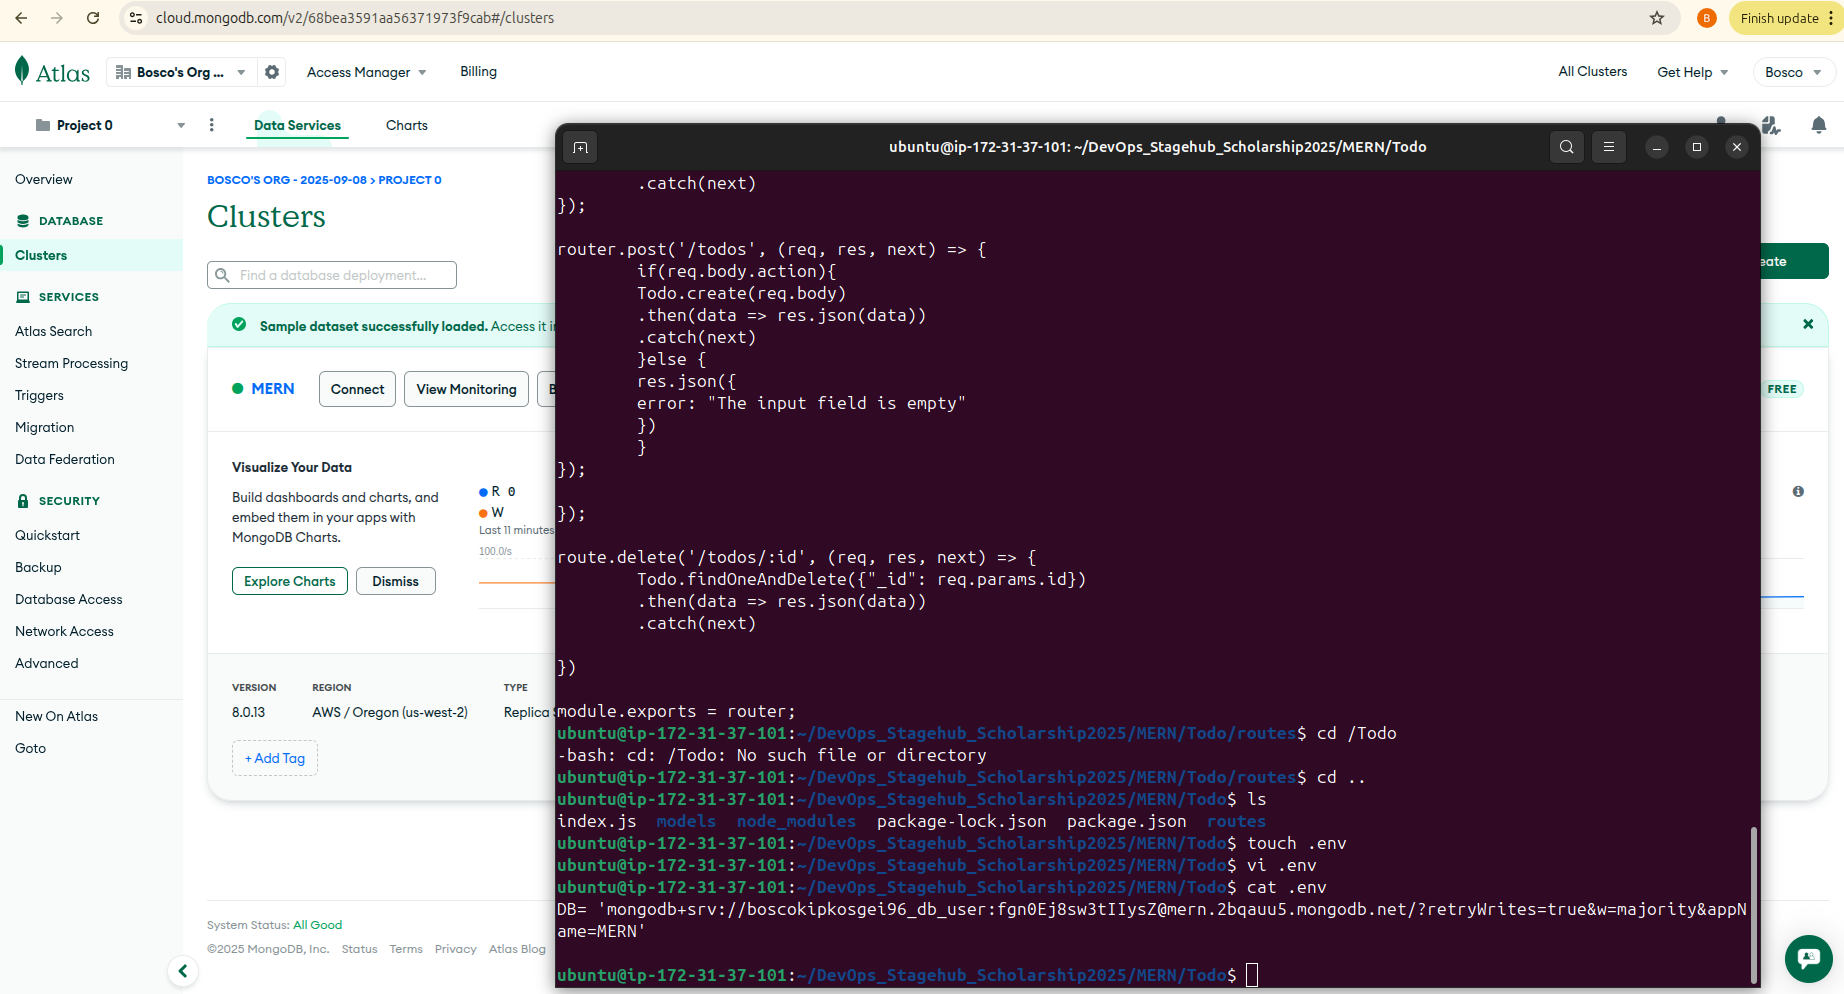 cloud.mongodb.com/v2/68bea3591aa56371973f9cab#/clusters
B
Finish update
Atlas
Bosco's Org ...
Access Manager
Billing
All Clusters
Get Help
Bosco
Project 0
Data Services
Charts
Overview
DATABASE
Clusters
SERVICES
Atlas Search
Stream Processing
Triggers
Migration
Data Federation
SECURITY
Quickstart
Backup
Database Access
Network Access
Advanced
New On Atlas
Goto
BOSCO'S ORG - 2025-09-08 > PROJECT 0
Clusters
Find a database deployment...
eate
Sample dataset successfully loaded. Access it i
MERN
Connect
View Monitoring
B
FREE
Visualize Your Data
Build dashboards and charts, and
embed them in your apps with
MongoDB Charts.
Explore Charts
Dismiss
R 0
W
Last 11 minutes
100.0/s
VERSION
REGION
TYPE
8.0.13
AWS / Oregon (us-west-2)
Replica S
+ Add Tag
System Status: All Good
©2025 MongoDB, Inc.
Status
Terms
Privacy
Atlas Blog
ubuntu@ip-172-31-37-101: ~/DevOps_Stagehub_Scholarship2025/MERN/Todo
.catch(next)
});
router.post('/todos', (req, res, next) => {
if(req.body.action){
Todo.create(req.body)
.then(data => res.json(data))
.catch(next)
}else {
res.json({
error: "The input field is empty"
})
}
});
});
route.delete('/todos/:id', (req, res, next) => {
Todo.findOneAndDelete({"_id": req.params.id})
.then(data => res.json(data))
.catch(next)
})
module.exports = router;
ubuntu@ip-172-31-37-101:~/DevOps_Stagehub_Scholarship2025/MERN/Todo/routes$ cd /Todo
-bash: cd: /Todo: No such file or directory
ubuntu@ip-172-31-37-101:~/DevOps_Stagehub_Scholarship2025/MERN/Todo/routes$ cd ..
ubuntu@ip-172-31-37-101:~/DevOps_Stagehub_Scholarship2025/MERN/Todo$ ls
index.js models node_modules package-lock.json package.json routes
ubuntu@ip-172-31-37-101:~/DevOps_Stagehub_Scholarship2025/MERN/Todo$ touch .env
ubuntu@ip-172-31-37-101:~/DevOps_Stagehub_Scholarship2025/MERN/Todo$ vi .env
ubuntu@ip-172-31-37-101:~/DevOps_Stagehub_Scholarship2025/MERN/Todo$ cat .env
DB= 'mongodb+srv://boscokipkosgei96_db_user:fgn0Ej8sw3tIIysZ@mern.2bqauu5.mongodb.net/?retryWrites=true&w=majority&appN
ame=MERN'
ubuntu@ip-172-31-37-101:~/DevOps_Stagehub_Scholarship2025/MERN/Todo$